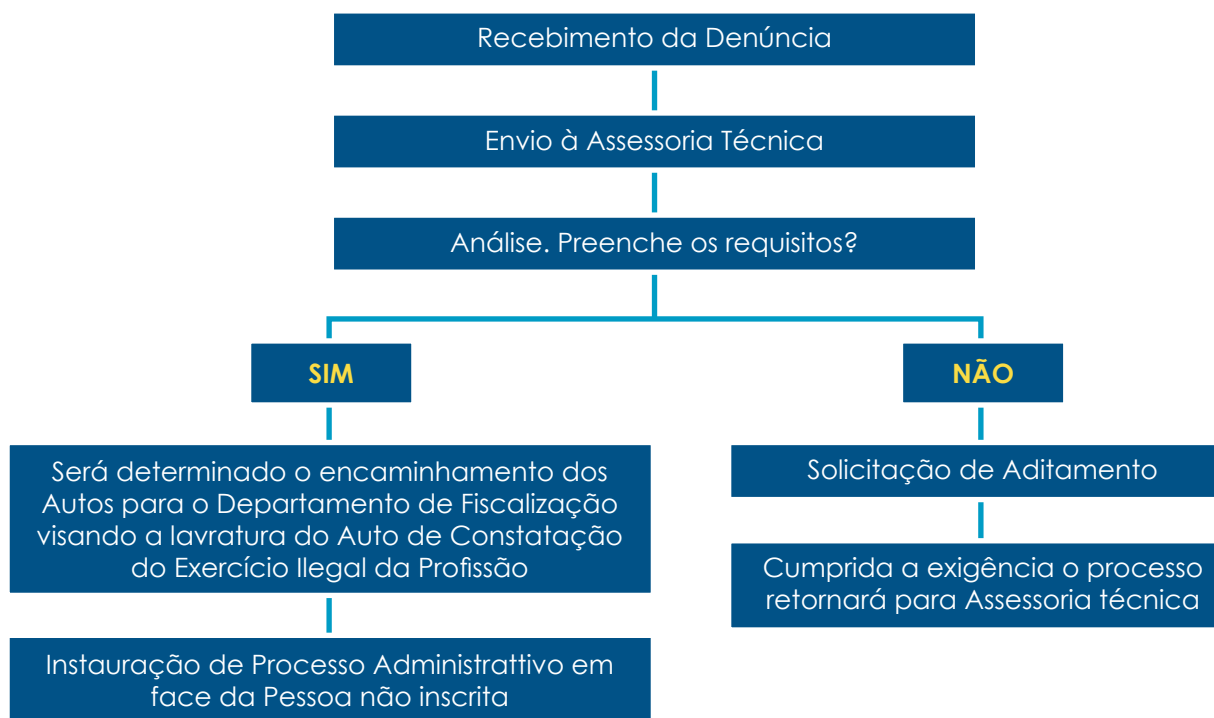 Recebimento da Denúncia
Envio à Assessoria Técnica
Análise. Preenche os requisitos?
SIM
NÃO
Será determinado o encaminhamento dos
Autos para o Departamento de Fiscalização
visando a lavratura do Auto de Constatação
do Exercício Ilegal da Profissão
Solicitação de Aditamento
Cumprida a exigência o processo
retornará para Assessoria técnica
Instauração de Processo Administrattivo em
face da Pessoa não inscrita